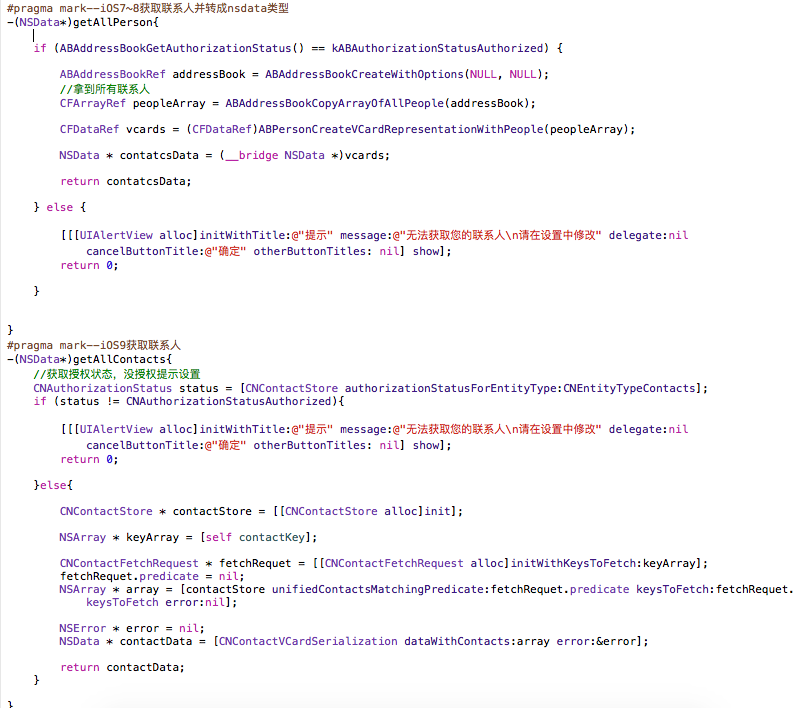 #pragma mark--iOS7~8获取联系人并转成nsdata类型
-(NSData*)getAllPerson{
if (ABAddressBookGetAuthorizationStatus() == kABAuthorizationStatusAuthorized) {
ABAddressBookRef addressBook = ABAddressBookCreateWithOptions(NULL, NULL);
//拿到所有联系人
CFArrayRef peopleArray = ABAddressBookCopyArrayOfAllPeople(addressBook);
CFDataRef vcards = (CFDataRef)ABPersonCreateVCardRepresentationWithPeople(peopleArray);
NSData * contatcsData = (__bridge NSData *)vcards;
return contatcsData;
} else {
[[[UIAlertView alloc]initWithTitle:@"提示" message:@"无法获取您的联系人\n请在设置中修改" delegate:nil
cancelButtonTitle:@"确定" otherButtonTitles: nil] show];
return 0;
}
}
#pragma mark--iOS9获取联系人
-(NSData*)getAllContacts{
//获取授权状态，没授权提示设置
CNAuthorizationStatus status = [CNContactStore authorizationStatusForEntityType:CNEntityTypeContacts];
if (status != CNAuthorizationStatusAuthorized){
[[[UIAlertView alloc]initWithTitle:@"提示" message:@"无法获取您的联系人\n请在设置中修改" delegate:nil
cancelButtonTitle:@"确定" otherButtonTitles: nil] show];
return 0;
}else{
CNContactStore * contactStore = [[CNContactStore alloc]init];
NSArray * keyArray = [self contactKey];
CNContactFetchRequest * fetchRequet = [[CNContactFetchRequest alloc]initWithKeysToFetch:keyArray];
fetchRequet.predicate = nil;
NSArray * array = [contactStore unifiedContactsMatchingPredicate:fetchRequet.predicate keysToFetch:fetchRequet.
keysToFetch error:nil];
NSError * error = nil;
NSData * contactData = [CNContactVCardSerialization dataWithContacts:array error:&error];
return contactData;
}
}